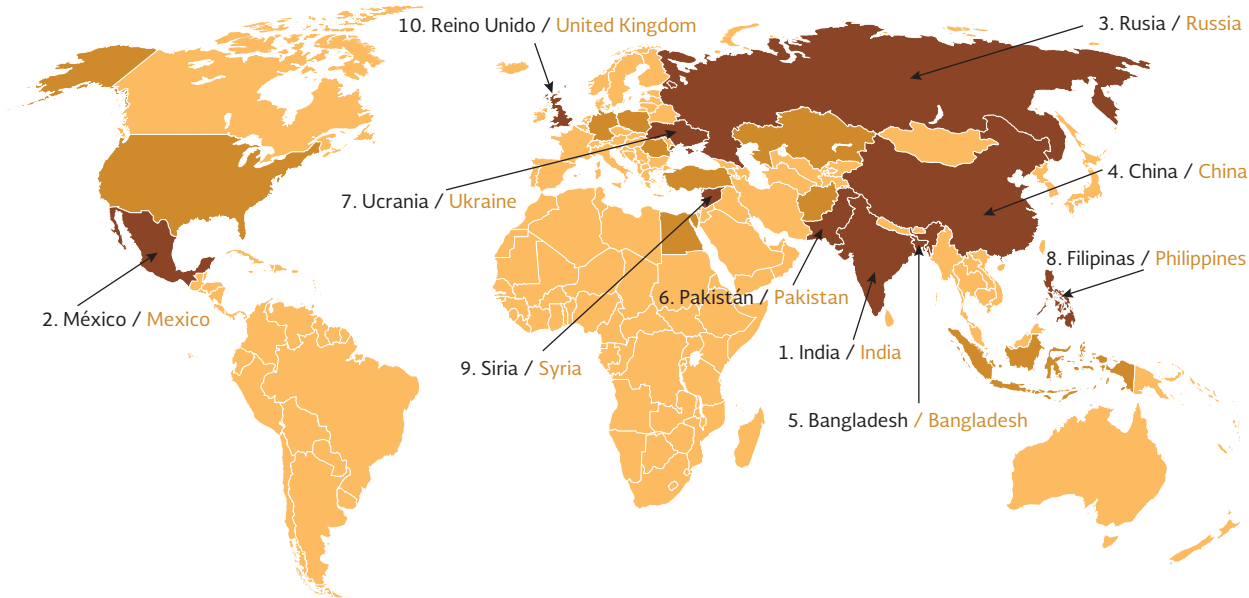 10. Reino Unido / United Kingdom
3. Rusia / Russia
4. China / China
7. Ucrania / Ukraine
8. Filipinas / Philippines
6. Pakistán / Pakistan
2. México / Mexico
1. India / India
9. Siria / Syria
5. Bangladesh / Bangladesh